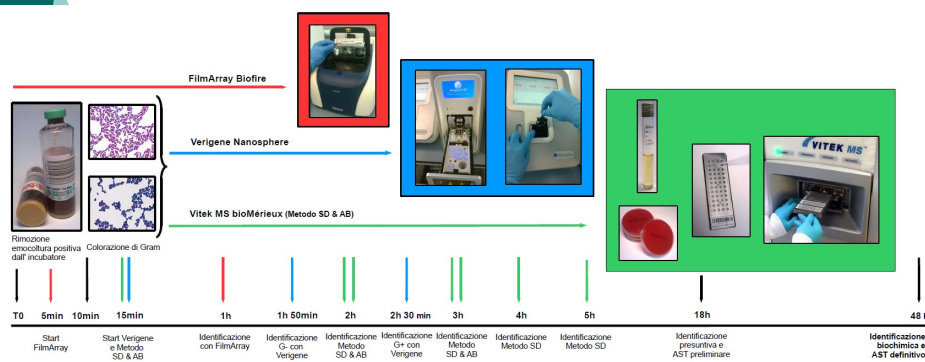 FilmArray Biofire
Verigene Nanosphere
Vitek MS bioMérieux (Metodo SD & AB)
VITEK MS
Rimozione
emocoltura positiva
dall' incubatore
Colorazione di Gram
T0
5min
10min
15min
1h
1h 50min
2h
2h 30 min
3h
4h
5h
18h
48
Start
FilmArray
Start Verigene
e Metodo
SD & AB
Identificazione
con FilmArray
Identificazione
G- con
Verigene
Identificazione
Metodo
SD & AB
Identificazione
G+ con
Verigene
Identificazione
Metodo
SD & AB
Identificazione
Metodo SD
Identificazione
Metodo SD
Identificazione
presuntiva e
AST preliminare
Identificazione
biochimica e
AST definitivo